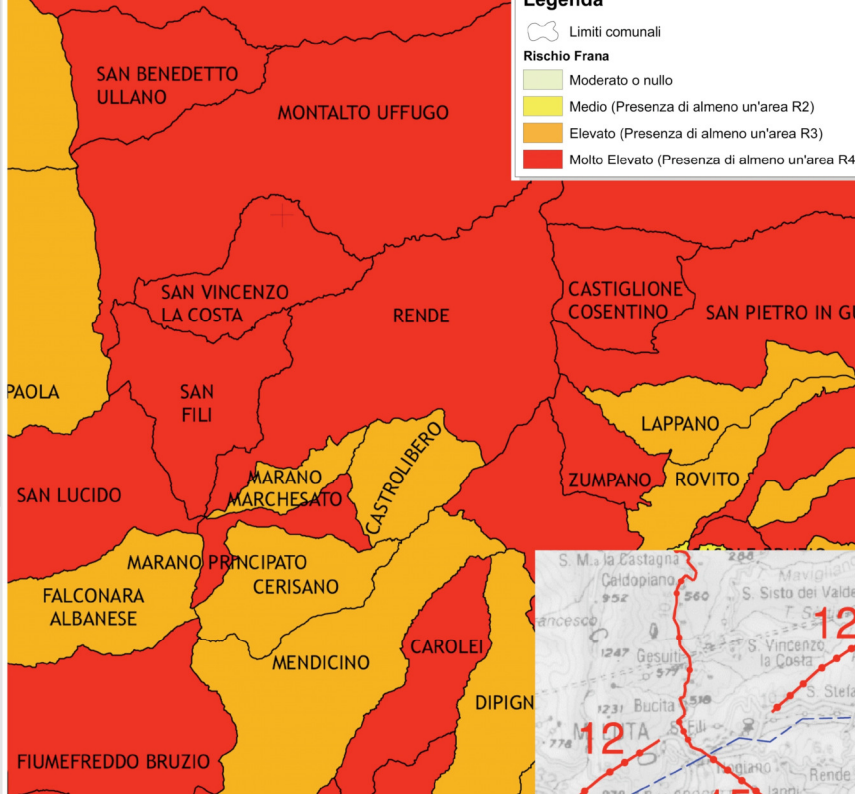 Legenda
Limiti comunali
Rischio Frana
Moderato o nullo
Medio (Presenza di almeno un'area R2)
Elevato (Presenza di almeno un'area R3)
Molto Elevato (Presenza di almeno un'area R4
SAN BENEDETTO
ULLANO
MONTALTO UFFUGO
SAN VINCENZO
LA COSTA
RENDE
CASTIGLIONE
COSENTINO
SAN PIETRO IN GU
PAOLA
SAN
FILI
LAPPANO
CASTROLIBERO
MARANO
MARCHESATO
ZUMPANO
ROVITO
SAN LUCIDO
MARANO PRINCIPATO
CERISANO
FALCONARA
ALBANESE
MENDICINO
CAROLEI
DIPIGN
FIUMEFREDDO BRUZIO
S. M. la Castagna
288
Caldopiano
952
560
S. Sisto dei Valde
12
1247
Gesuiti
577
S. Vincenzo
la Costa
S. Stefa
1231
Bucita
518
S. Fili
12
778
Rende